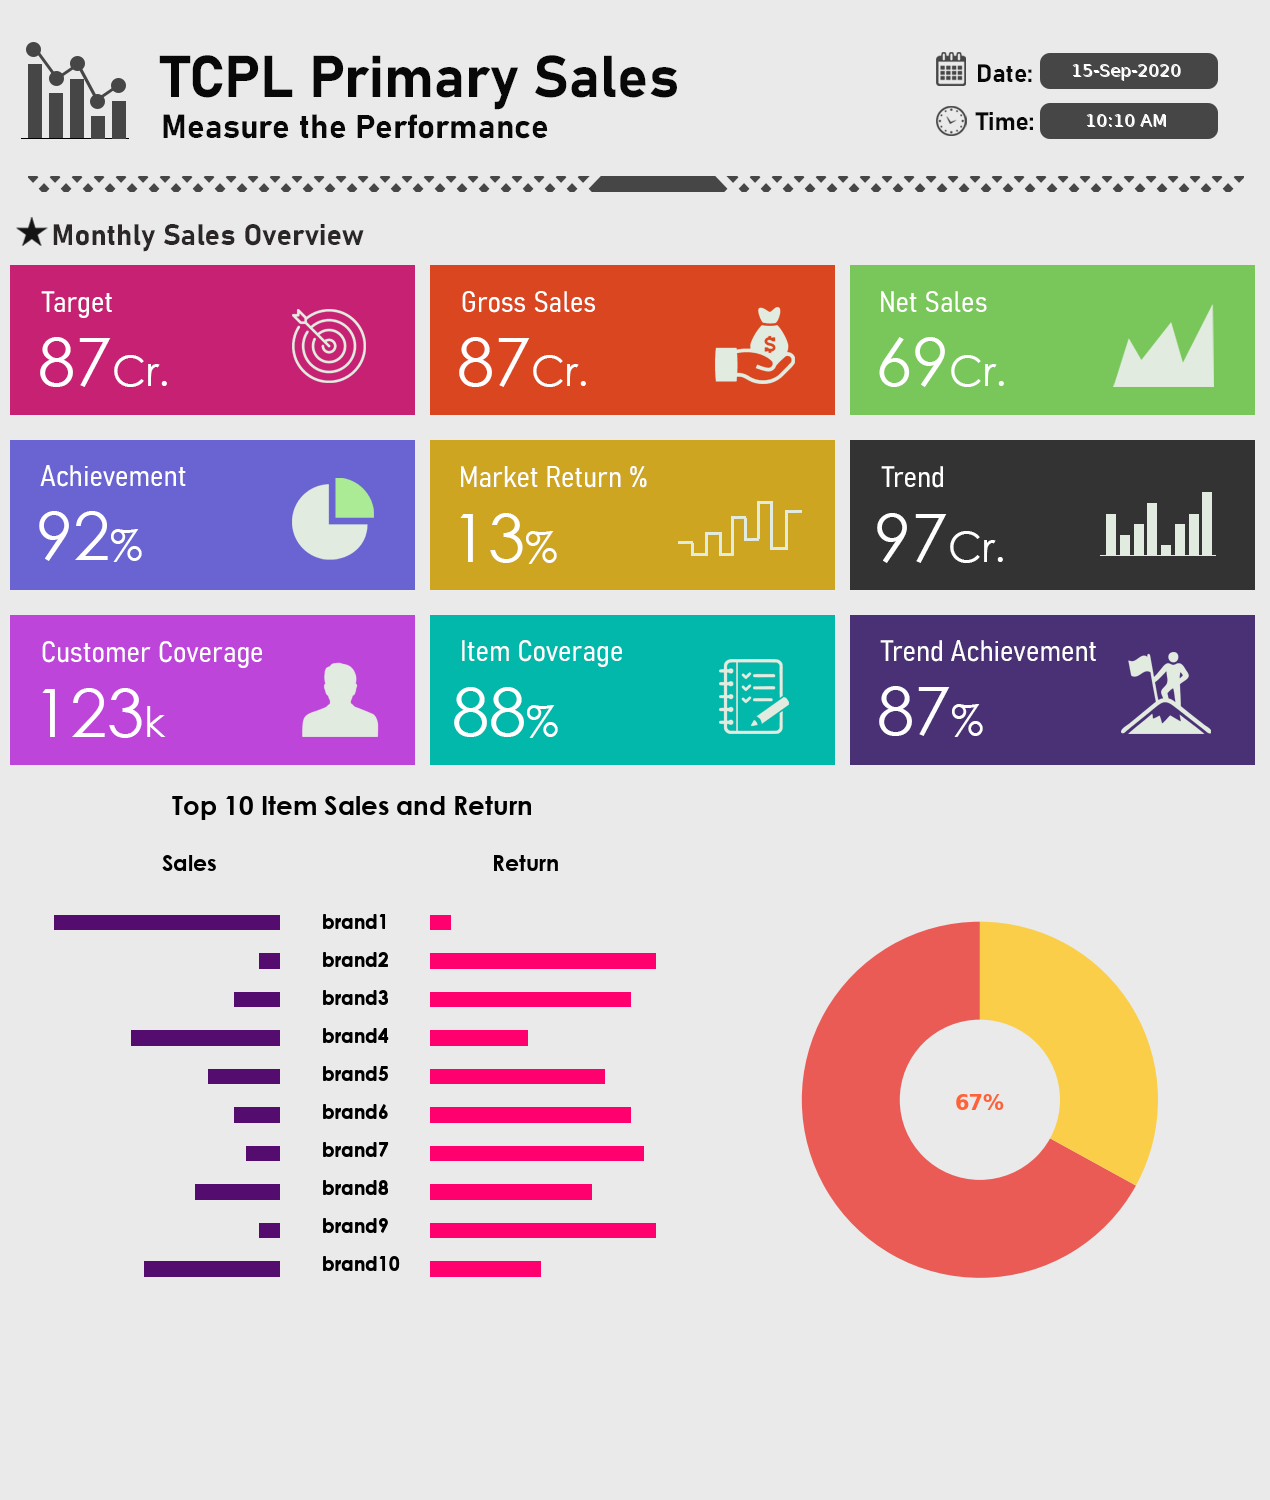 TCPL Primary Sales
Measure the Performance
Date: 15-Sep-2020
Time: 10:10 AM
Monthly Sales Overview
Target
87Cr.
Gross Sales
87Cr.
$
Net Sales
69Cr.
Achievement
92%
Market Return %
13%
Trend
97Cr.
Customer Coverage
123k
Item Coverage
88%
Trend Achievement
87%
Top 10 Item Sales and Return
Sales
Return
brand1
brand2
brand3
brand4
brand5
brand6
brand7
brand8
brand9
brand10
67%